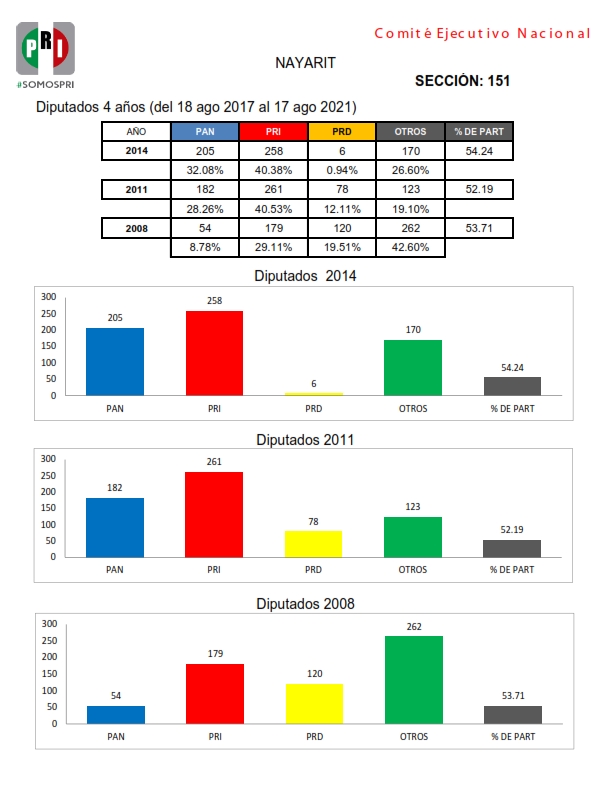 Comité Ejecutivo Nacional
PRI
#SOMOSPRI
NAYARIT
SECCIÓN: 151
Diputados 4 años (del 18 ago 2017 al 17 ago 2021)
AÑO PAN PRI PRD OTROS % DE PART
2014 205 258 6 170 54.24
32.08% 40.38% 0.94% 26.60%
2011 182 261 78 123 52.19
28.26% 40.53% 12.11% 19.10%
2008 54 179 120 262 53.71
8.78% 29.11% 19.51% 42.60%
Diputados 2014
300
250
200
150
100
50
0
205 258 6 170 54.24
PAN PRI PRD OTROS % DE PART
Diputados 2011
300
250
200
150
100
50
0
182 261 78 123 52.19
PAN PRI PRD OTROS % DE PART
Diputados 2008
300
250
200
150
100
50
0
54 179 120 262 53.71
PAN PRI PRD OTROS % DE PART